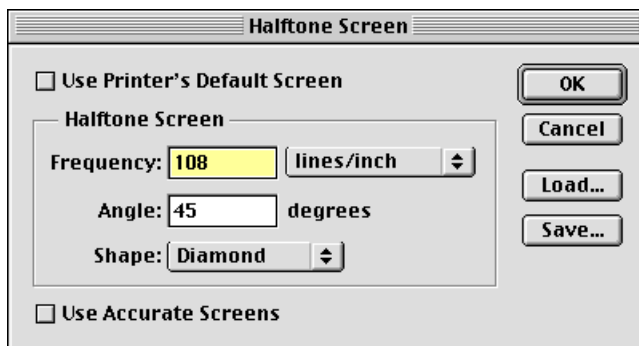 Halftone Screen
Use Printer's Default Screen
Halftone Screen
Frequency: 108 lines/inch
Angle: 45 degrees
Shape: Diamond
Use Accurate Screens
OK
Cancel
Load...
Save...